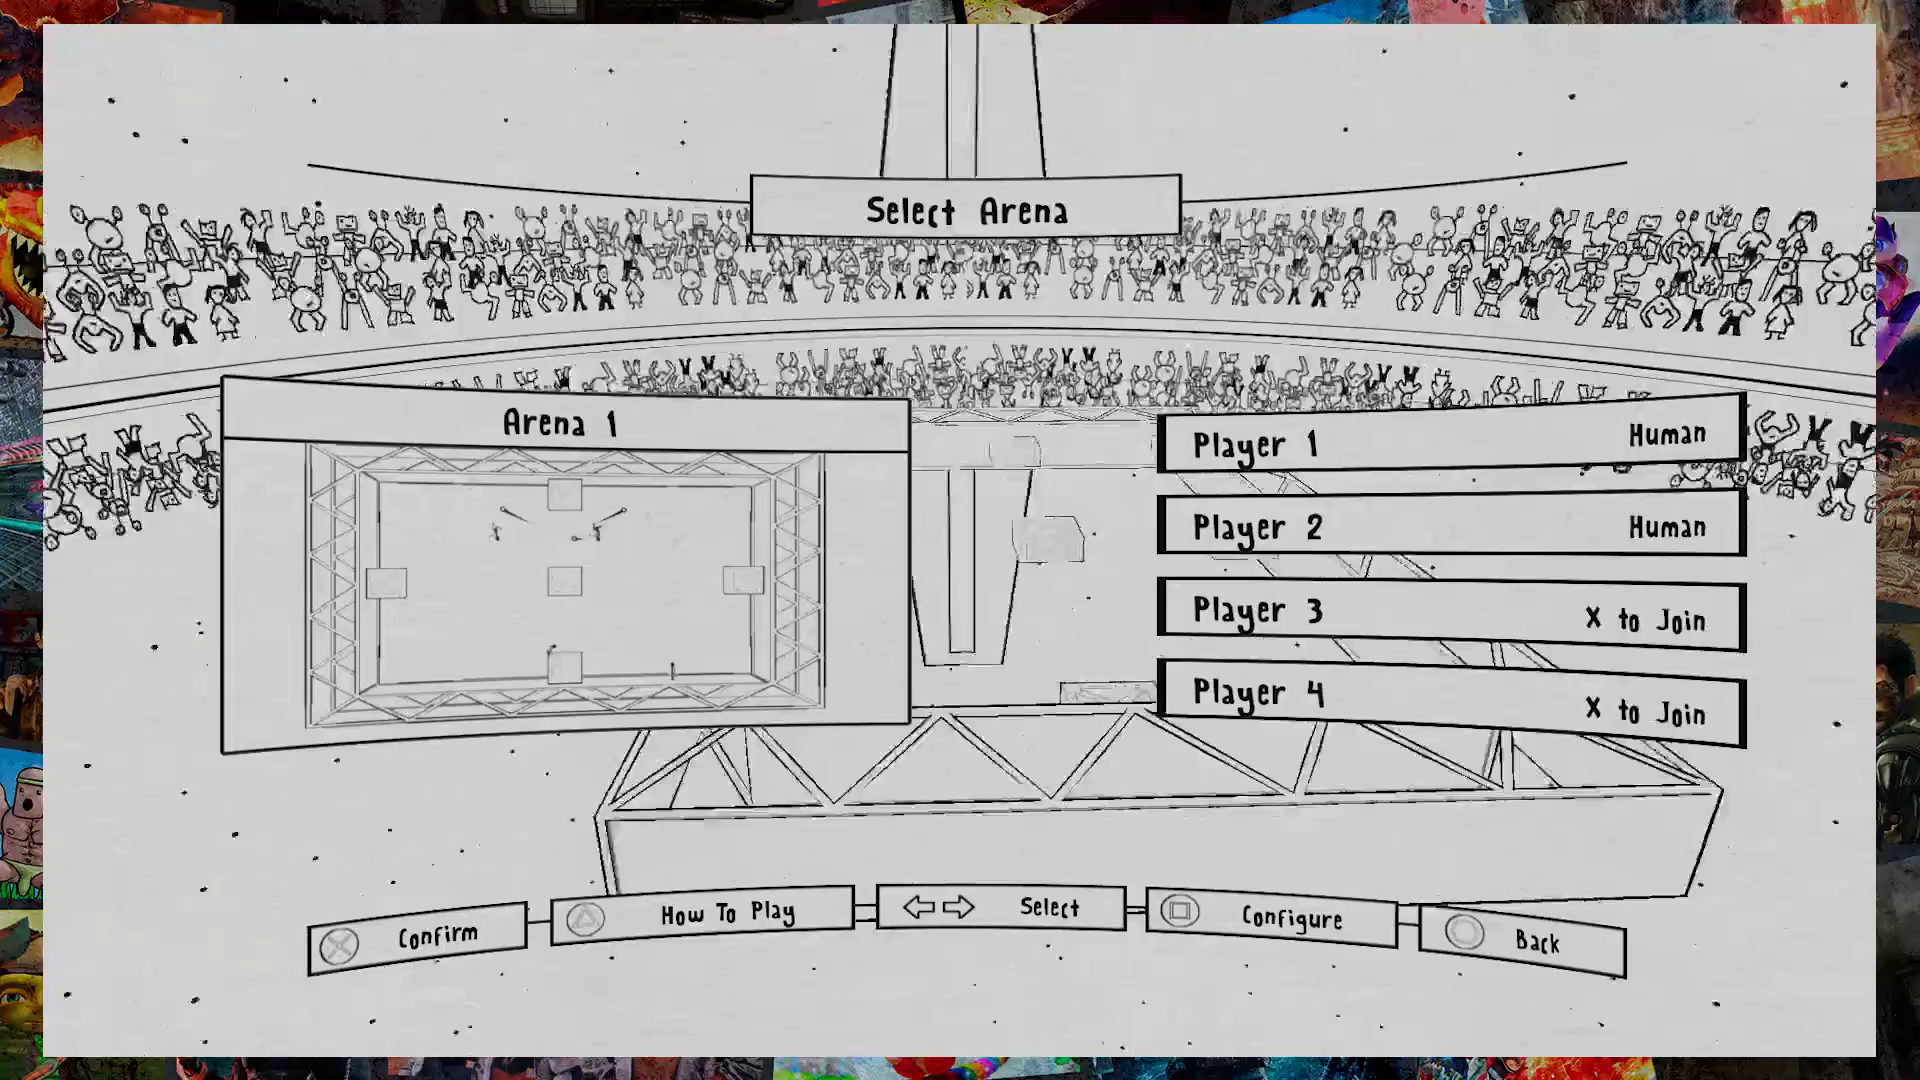 Select Arena
Arena 1
Player 1 Human
Player 2 Human
Player 3 X to Join
Player 4 X to Join
Confirm
How To Play
Select
Configure
Back